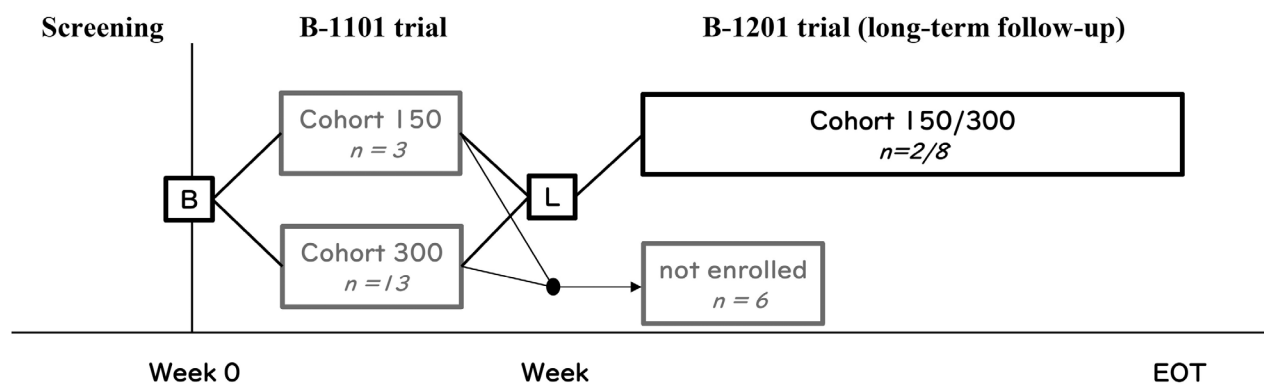 Screening
B-1101 trial
B-1201 trial (long-term follow-up)
Cohort 150
n = 3
Cohort 150/300
n=2/8
B
L
Cohort 300
n =13
not enrolled
n = 6
Week 0
Week
EOT